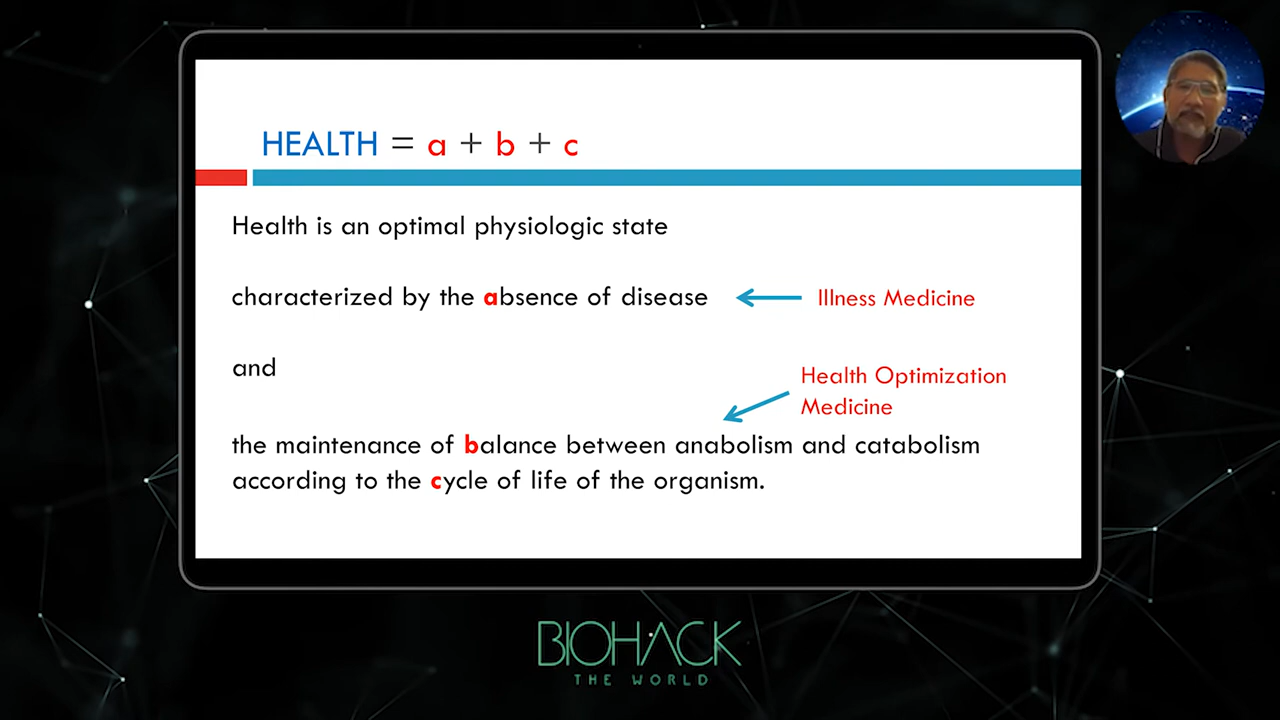 HEALTH = a + b + c
Health is an optimal physiologic state
characterized by the absence of disease
Illness Medicine
and
Health Optimization
Medicine
the maintenance of balance between anabolism and catabolism
according to the cycle of life of the organism.
BIOHACK
THE WORLD